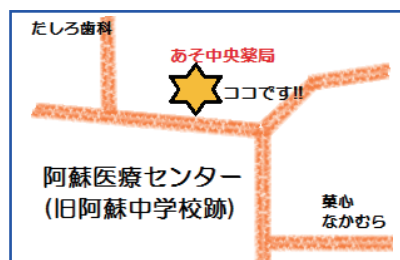 たしろ歯科
あそ中央薬局
ココです!!
阿蘇医療センター
(旧阿蘇中学校跡)
菓心
なかむら